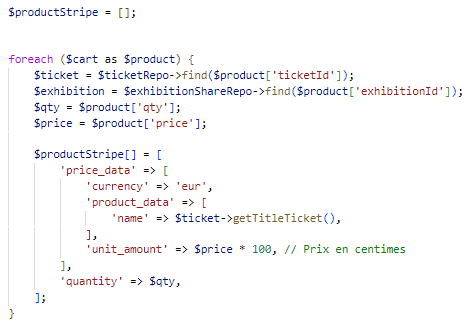 $productStripe = [];
foreach ($cart as $product) {
$ticket = $ticketRepo->find($product['ticketId']);
$exhibition = $exhibitionShareRepo->find($product['exhibitionId']);
$qty = $product['qty'];
$price = $product['price'];
$productStripe[] = [
'price_data' => [
'currency' => 'eur',
'product_data' => [
'name' => $ticket->getTitleTicket(),
],
'unit_amount' => $price * 100, // Prix en centimes
],
'quantity' => $qty,
];
}